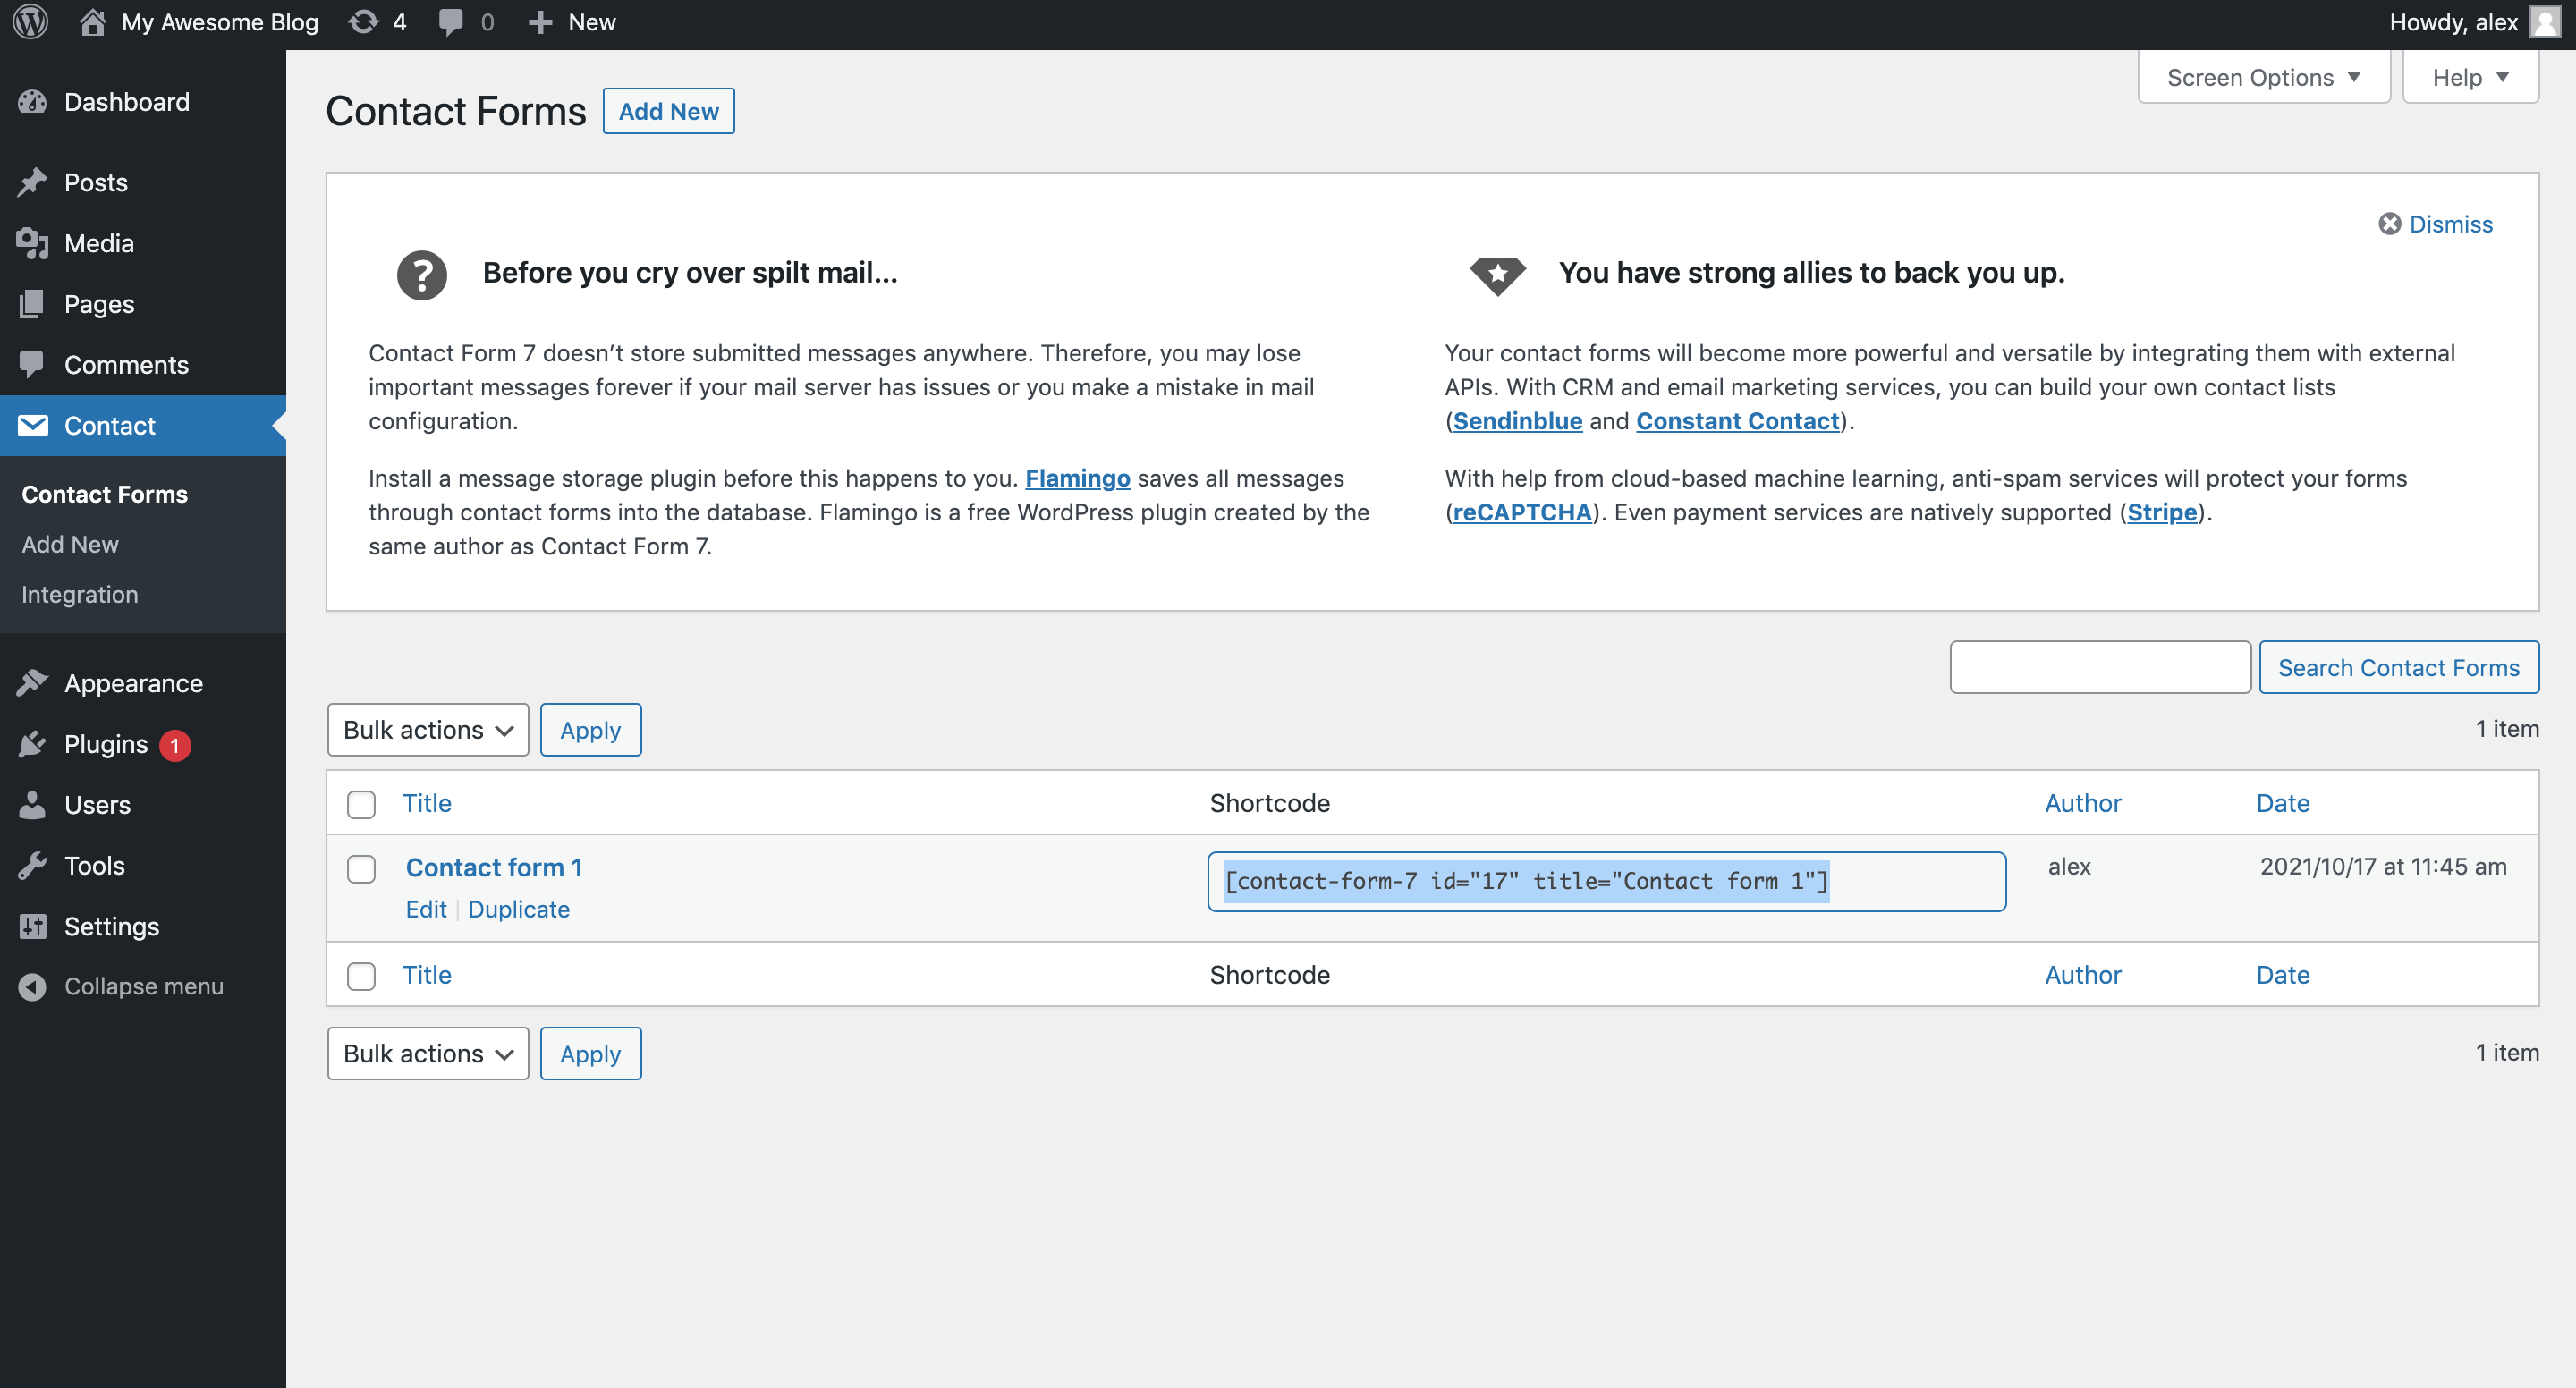 My Awesome Blog 4 0 New Howdy, alex
Screen Options Help
Dashboard
Posts
Media
Pages
Comments
Contact
Contact Forms
Add New
Integration
Appearance
Plugins 1
Users
Tools
Settings
Collapse menu
Contact Forms Add New
Dismiss
Before you cry over spilt mail…
Contact Form 7 doesn’t store submitted messages anywhere. Therefore, you may lose
important messages forever if your mail server has issues or you make a mistake in mail
configuration.
Install a message storage plugin before this happens to you. Flamingo saves all messages
through contact forms into the database. Flamingo is a free WordPress plugin created by the
same author as Contact Form 7.
You have strong allies to back you up.
Your contact forms will become more powerful and versatile by integrating them with external
APIs. With CRM and email marketing services, you can build your own contact lists
(Sendinblue and Constant Contact).
With help from cloud-based machine learning, anti-spam services will protect your forms
(reCAPTCHA). Even payment services are natively supported (Stripe).
Search Contact Forms
Bulk actions Apply 1 item
Title Shortcode Author Date
Contact form 1 [contact-form-7 id="17" title="Contact form 1"] alex 2021/10/17 at 11:45 am
Edit | Duplicate
Title Shortcode Author Date
Bulk actions Apply 1 item